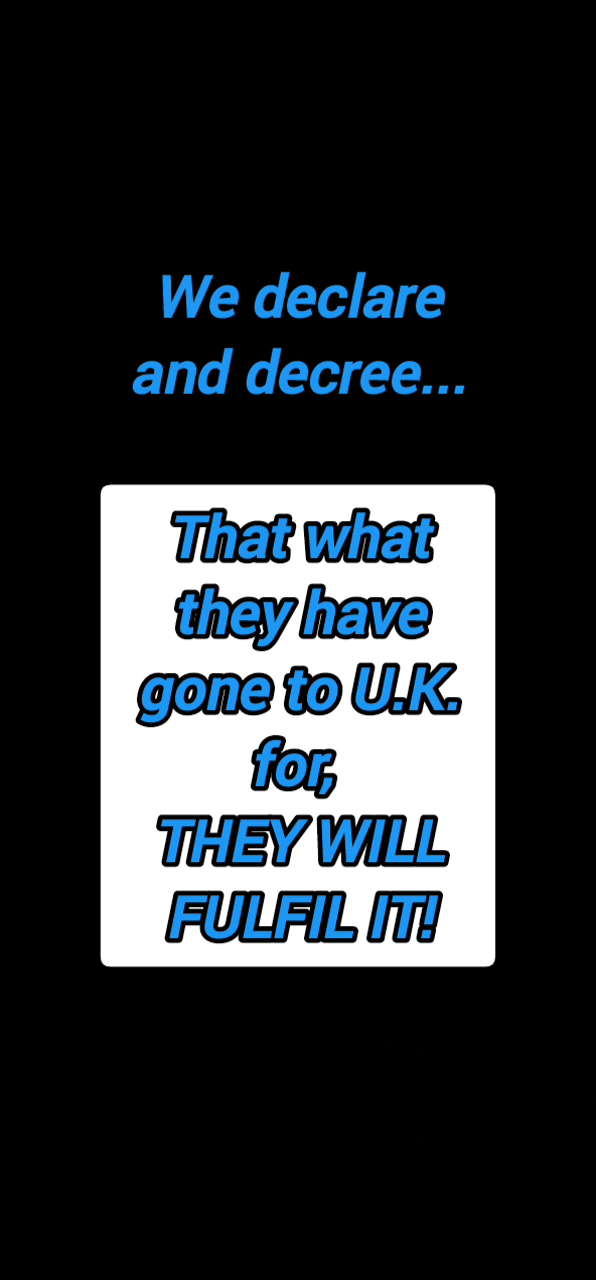 We declare
and decree...
That what
they have
gone to U.K.
for,
THEY WILL
FULFIL IT!